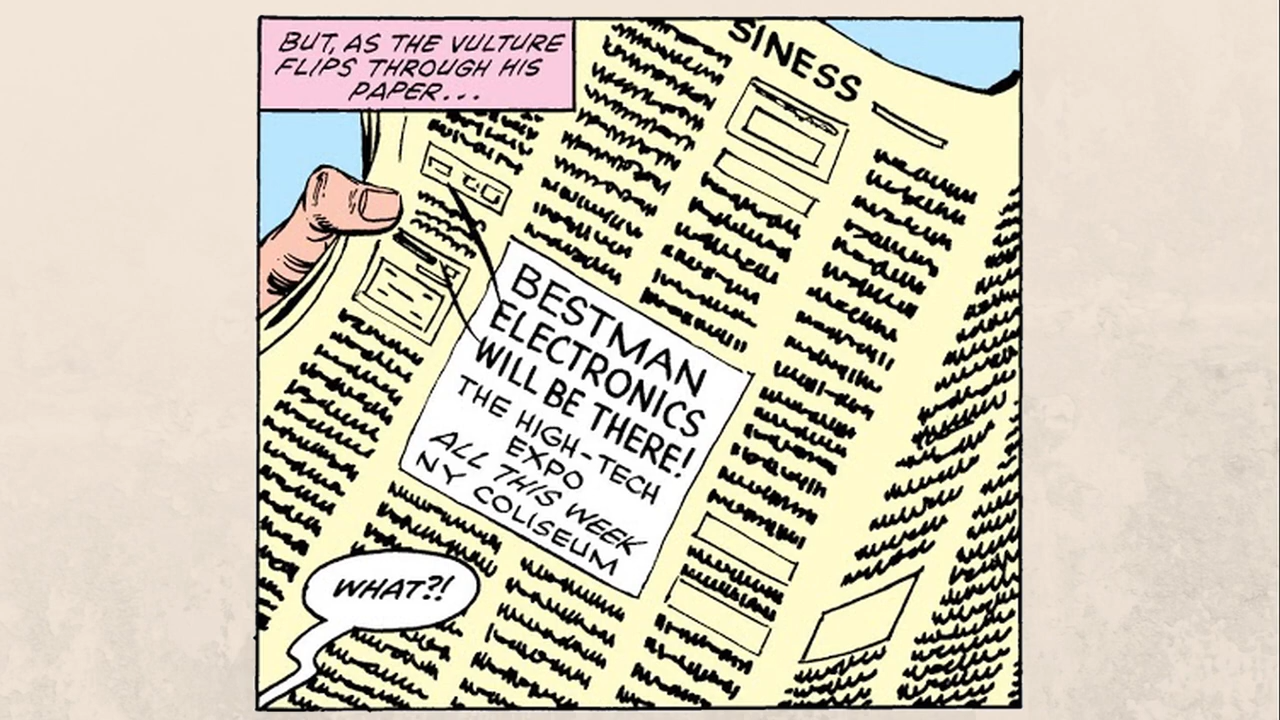 BUT, AS THE VULTURE
FLIPS THROUGH HIS
PAPER...
SINESS
BESTMAN
ELECTRONICS
WILL BE THERE!
THE HIGH-TECH
EXPO
ALL THIS WEEK
NY COLISEUM
WHAT?!